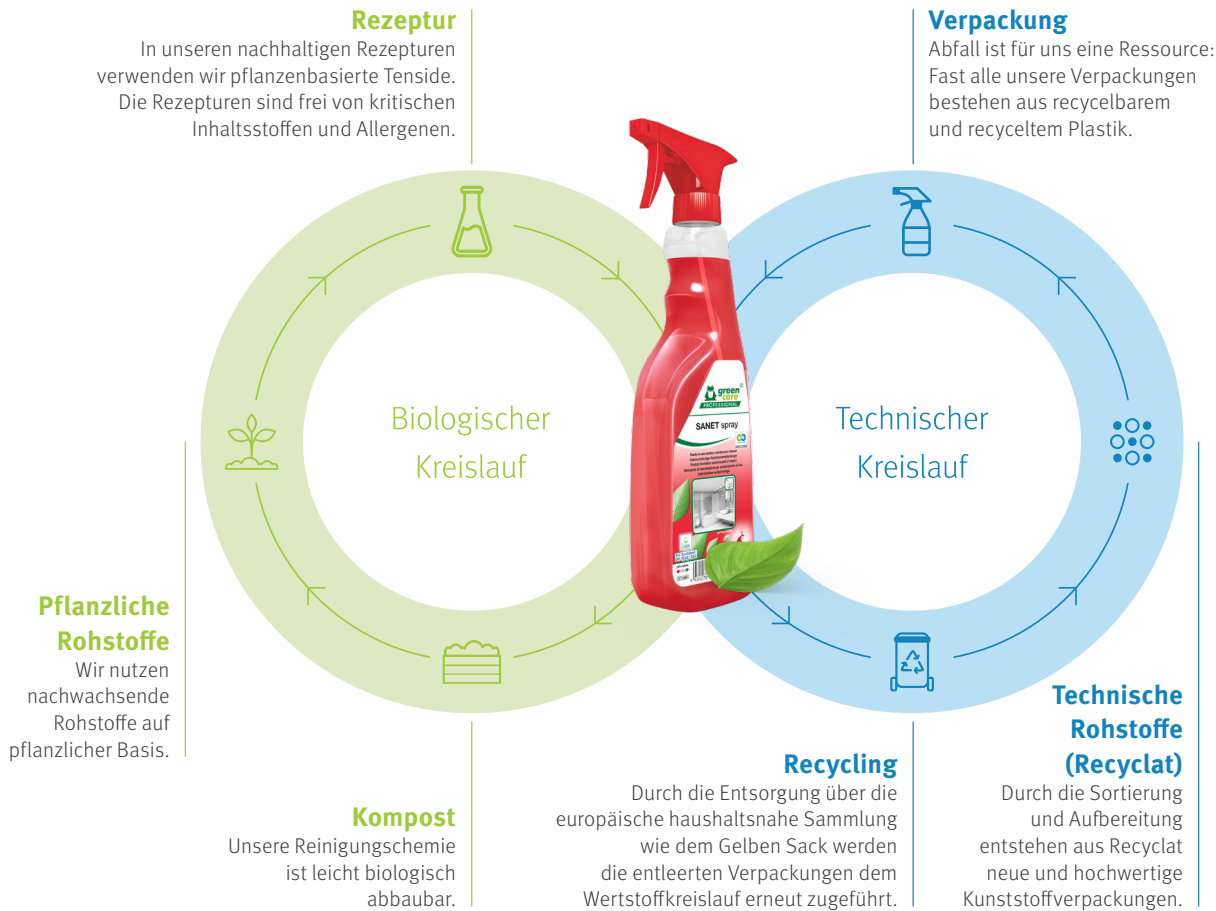 Rezeptur
In unseren nachhaltigen Rezepturen
verwenden wir pflanzenbasierte Tenside.
Die Rezepturen sind frei von kritischen
Inhaltsstoffen und Allergenen.
Verpackung
Abfall ist für uns eine Ressource:
Fast alle unsere Verpackungen
bestehen aus recycelbarem
und recyceltem Plastik.
Biologischer
Kreislauf
green
care
PROFESSIONAL
SANET spray
Technischer
Kreislauf
Pflanzliche
Rohstoffe
Wir nutzen
nachwachsende
Rohstoffe auf
pflanzlicher Basis.
Kompost
Unsere Reinigungschemie
ist leicht biologisch
abbaubar.
Recycling
Durch die Entsorgung über die
europäische haushaltsnahe Sammlung
wie dem Gelben Sack werden
die entleerten Verpackungen dem
Wertstoffkreislauf erneut zugeführt.
Technische
Rohstoffe
(Recyclat)
Durch die Sortierung
und Aufbereitung
entstehen aus Recyclat
neue und hochwertige
Kunststoffverpackungen.